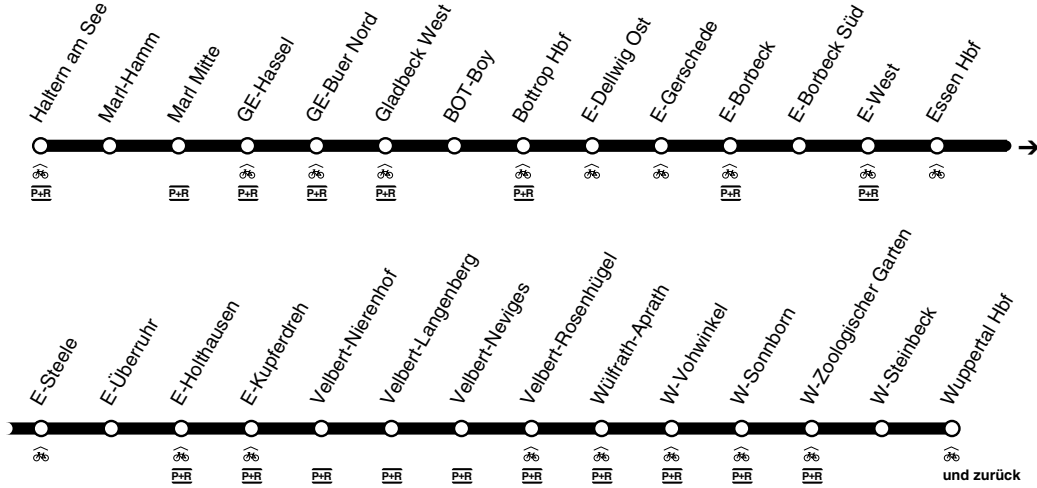 Haltern am See
Marl-Hamm
Marl Mitte
GE-Hassel
GE-Buer Nord
Gladbeck West
BOT-Boy
Bottrop Hbf
E-Dellwig Ost
E-Gerschede
E-Borbeck
E-Borbeck Süd
E-West
Essen Hbf
P+R P+R P+R P+R P+R P+R P+R P+R
E-Steele
E-Überruhr
E-Holthausen
E-Kupferdreh
Velbert-Nierenhof
Velbert-Langenberg
Velbert-Neviges
Velbert-Rosenhügel
Wülfrath-Aprath
W-Vohwinkel
W-Sonnborn
W-Zoologischer Garten
W-Steinbeck
Wuppertal Hbf
P+R P+R P+R P+R P+R P+R P+R P+R P+R P+R und zurück